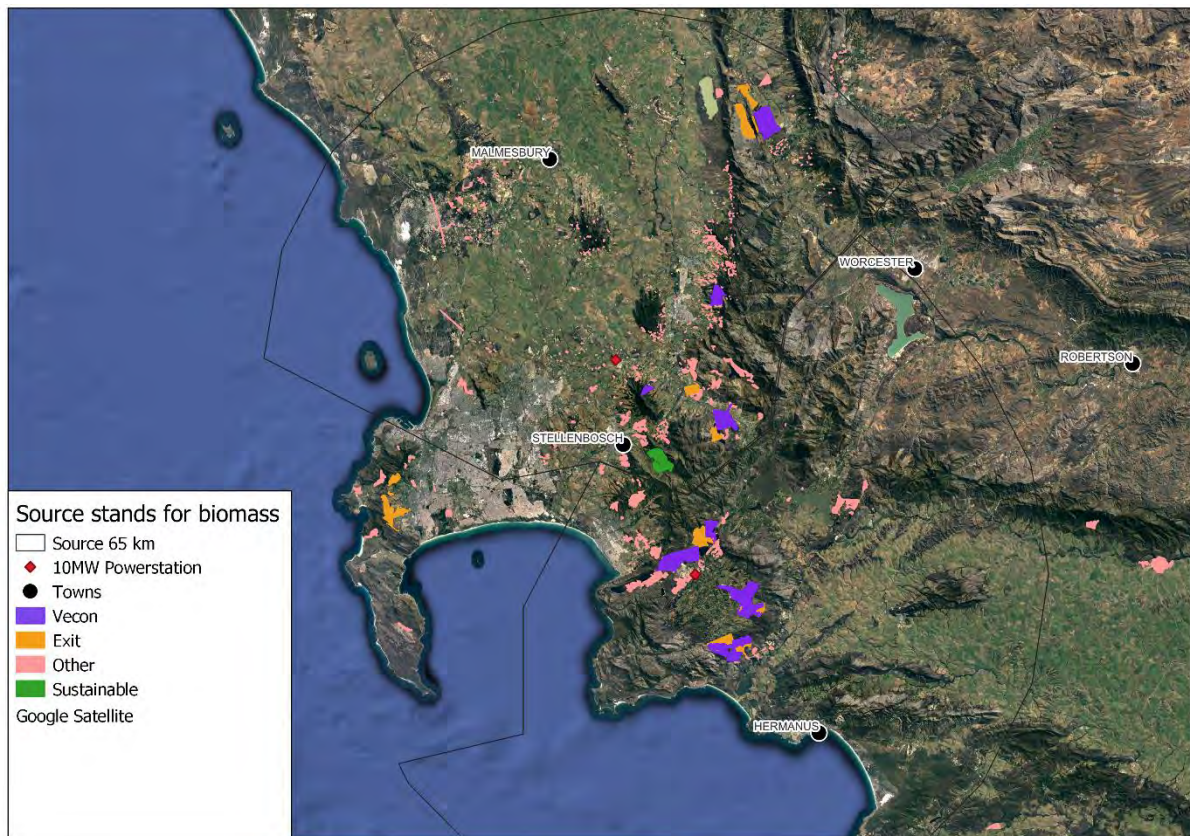 MALMESBURY
WORCESTER
ROBERTSON
STELLENBOSCH
HERMANUS
Source stands for biomass
Source 65 km
10MW Powerstation
Towns
Vecon
Exit
Other
Sustainable
Google Satellite